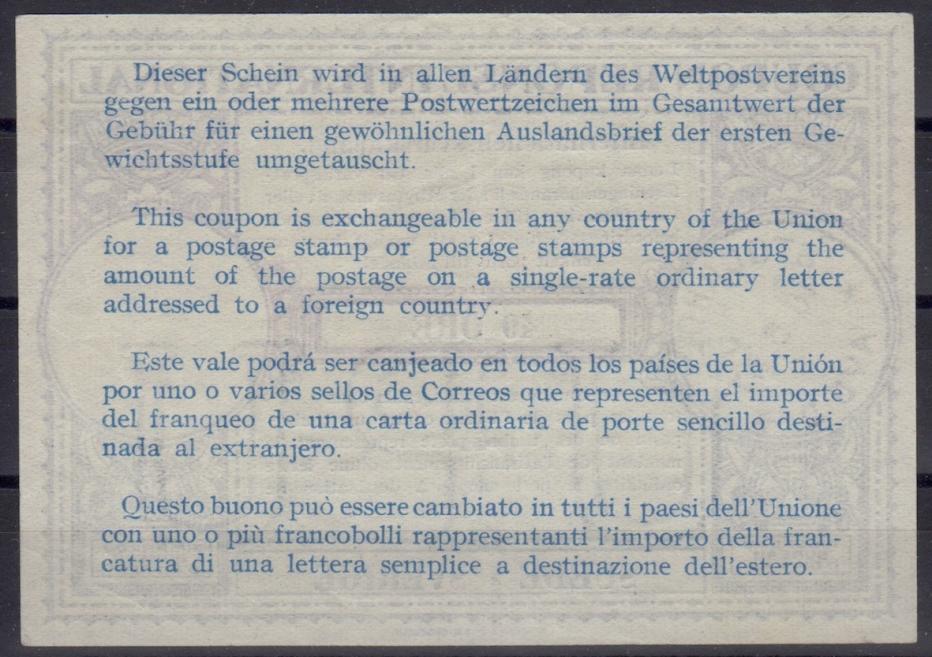 Dieser Schein wird in allen Ländern des Weltpostvereins
gegen ein oder mehrere Postwertzeichen im Gesamtwert der
Gebühr für einen gewöhnlichen Auslandsbrief der ersten Ge-
wichtsstufe umgetauscht.
This coupon is exchangeable in any country of the Union
for a postage stamp or postage stamps representing the
amount of the postage on a single-rate ordinary letter
addressed to a foreign country.
Este vale podrá ser canjeado en todos los países de la Unión
por uno o varios sellos de Correos que representen el importe
del franqueo de una carta ordinaria de porte sencillo desti-
nada al extranjero.
Questo buono può essere cambiato in tutti i paesi dell'Unione
con uno o più francobolli rappresentanti l'importo della fran-
catura di una lettera semplice a destinazione dell'estero.